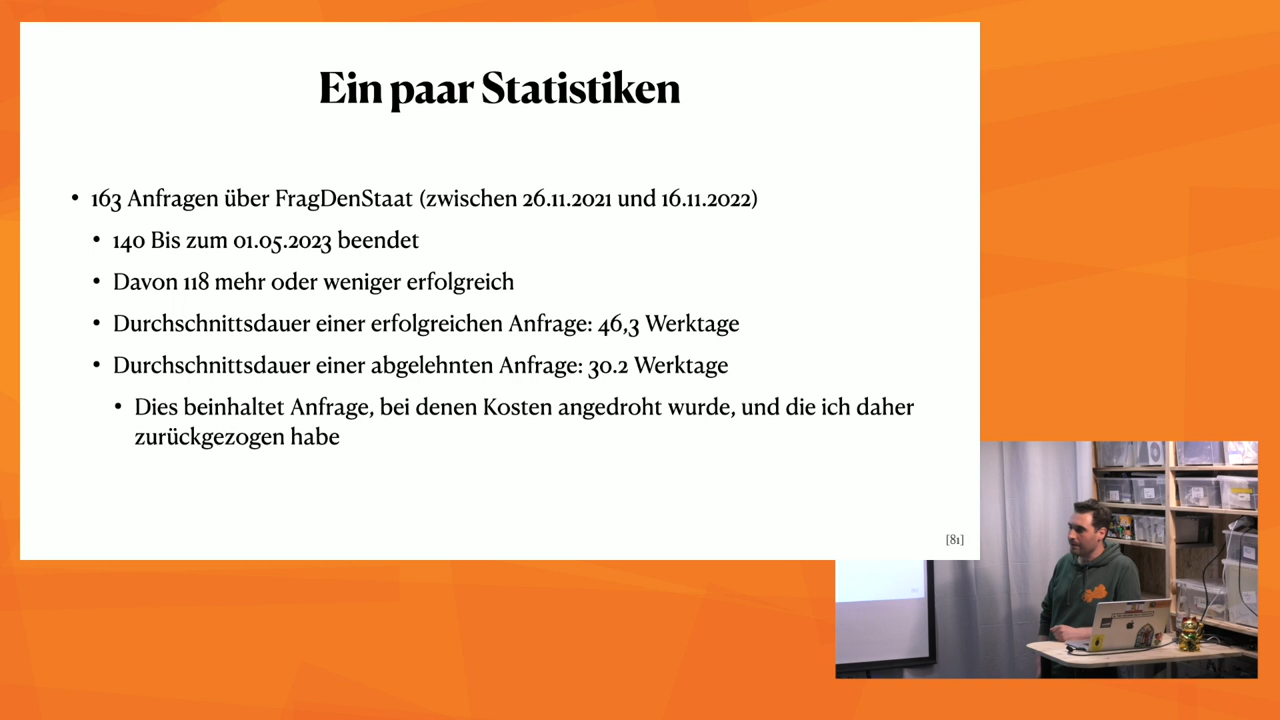 Ein paar Statistiken
• 163 Anfragen über FragDenStaat (zwischen 26.11.2021 und 16.11.2022)
• 140 Bis zum 01.05.2023 beendet
• Davon 118 mehr oder weniger erfolgreich
• Durchschnittsdauer einer erfolgreichen Anfrage: 46,3 Werktage
• Durchschnittsdauer einer abgelehnten Anfrage: 30.2 Werktage
• Dies beinhaltet Anfrage, bei denen Kosten angedroht wurde, und die ich daher
zurückgezogen habe
[81]